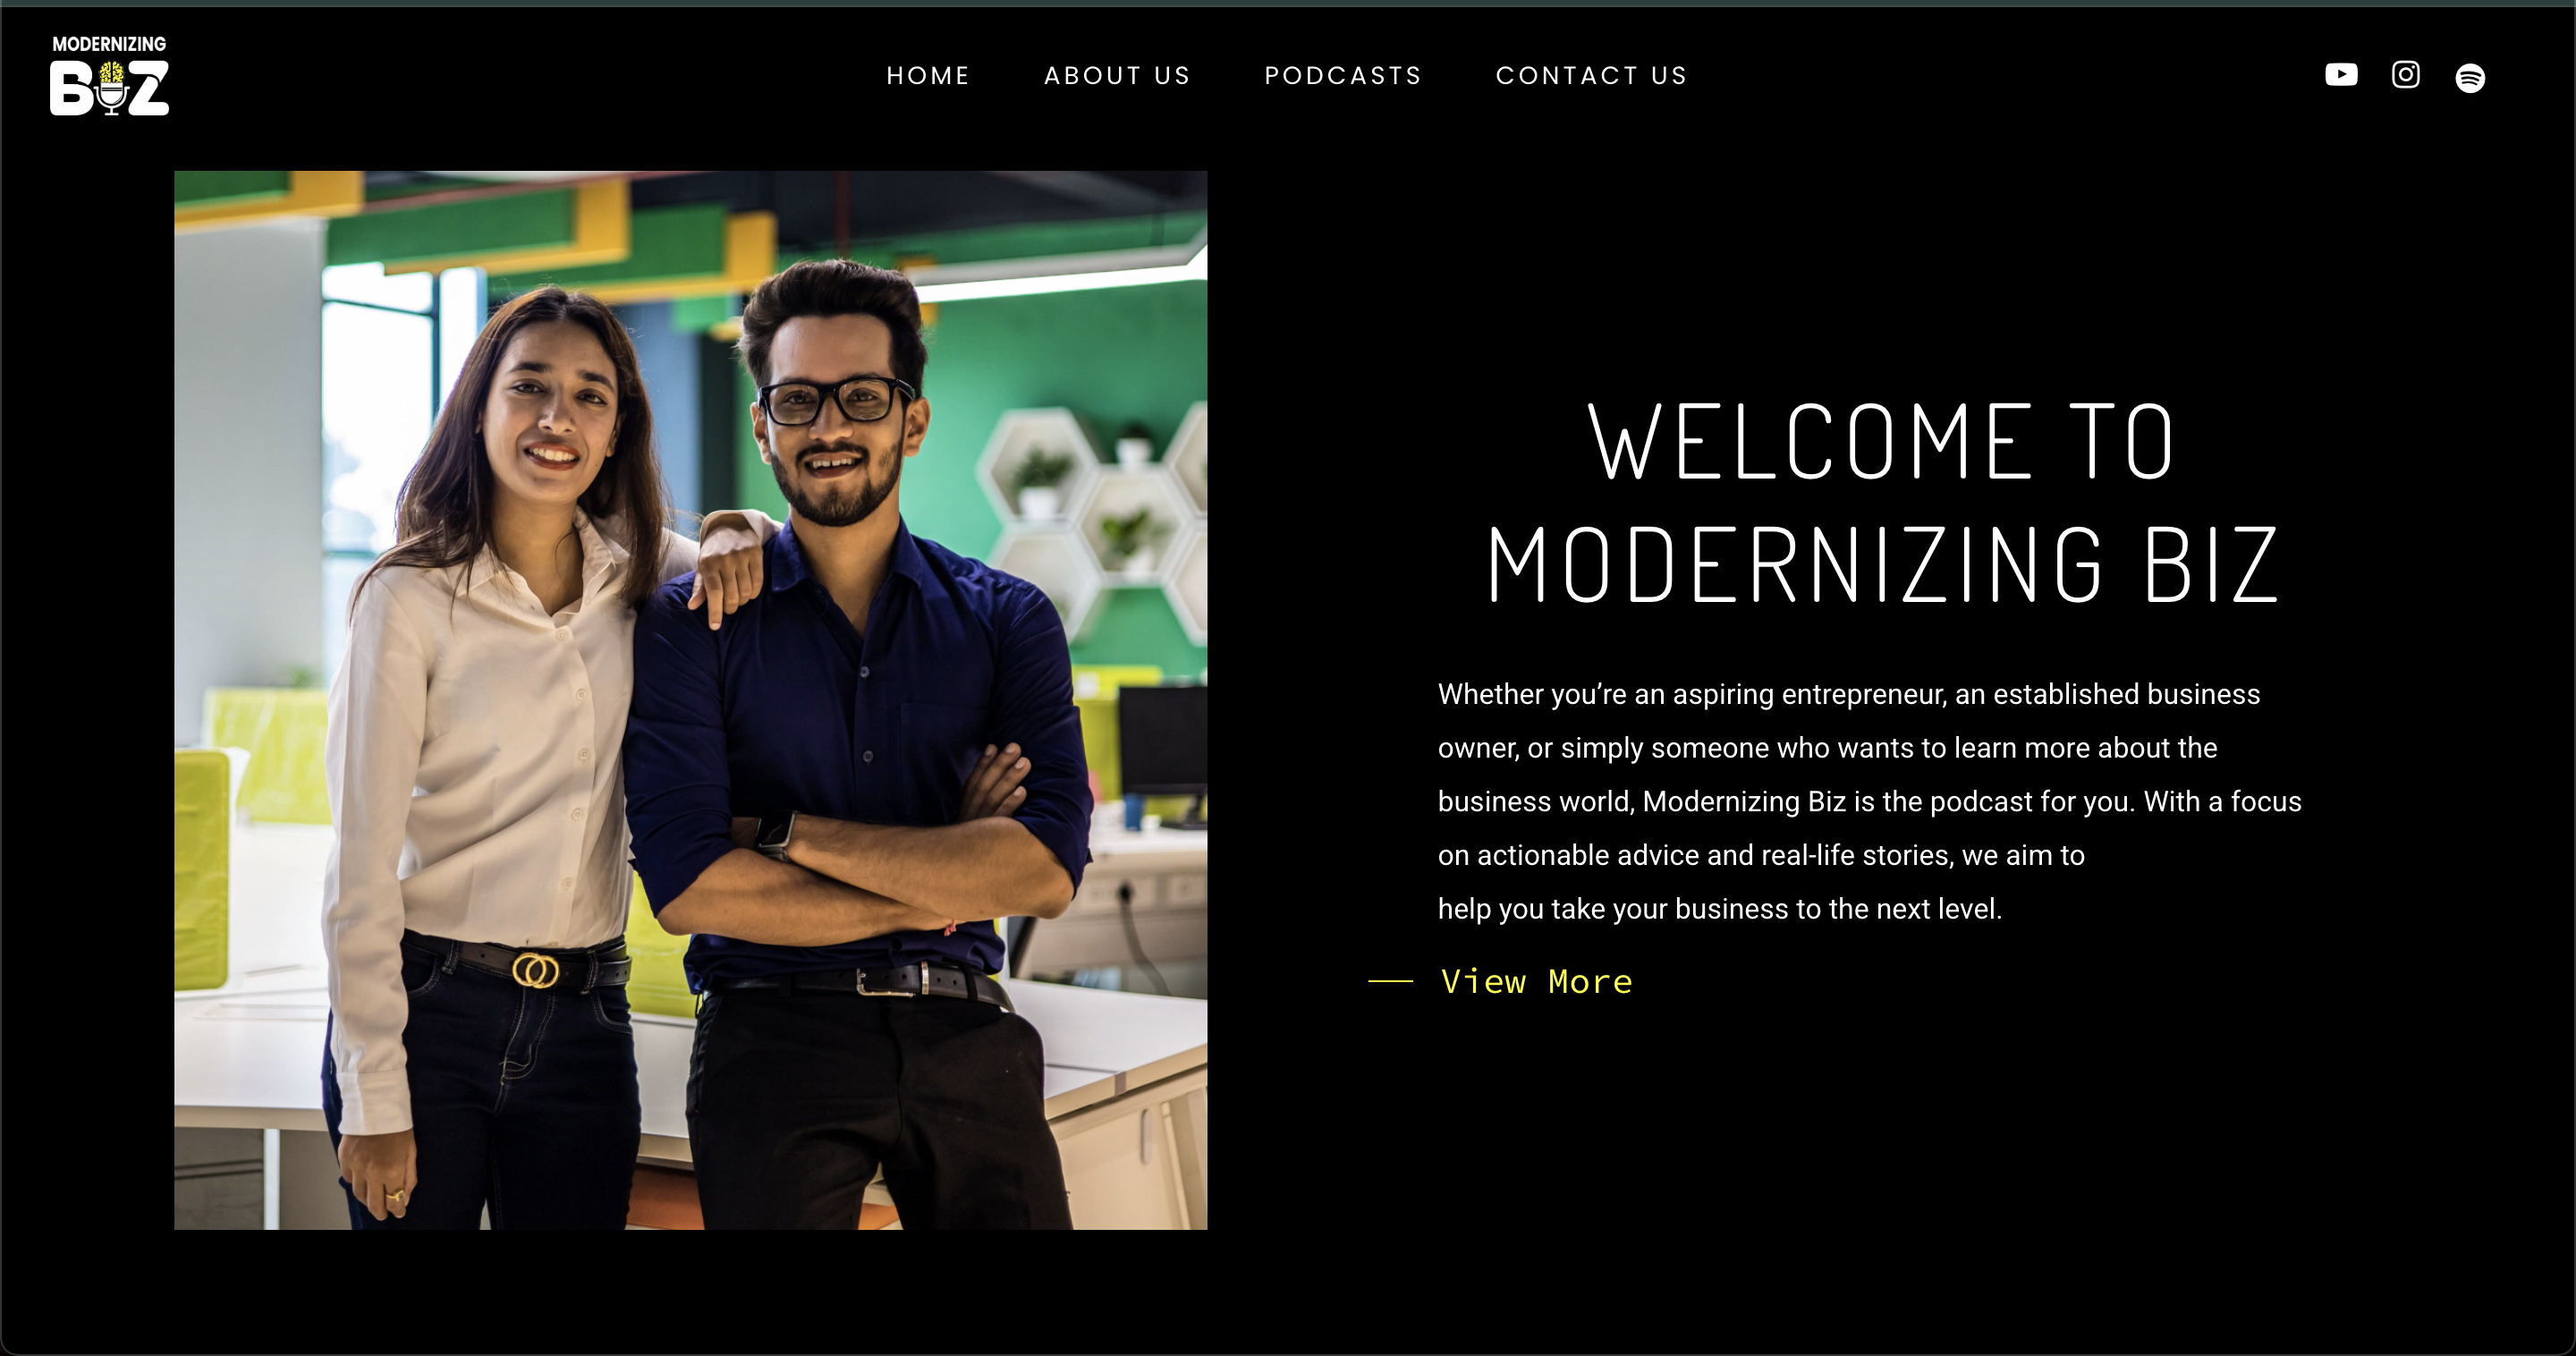 MODERNIZING
BIZ
HOME ABOUT US PODCASTS CONTACT US
WELCOME TO
MODERNIZING BIZ
Whether you’re an aspiring entrepreneur, an established business
owner, or simply someone who wants to learn more about the
business world, Modernizing Biz is the podcast for you. With a focus
on actionable advice and real-life stories, we aim to
help you take your business to the next level.
View More